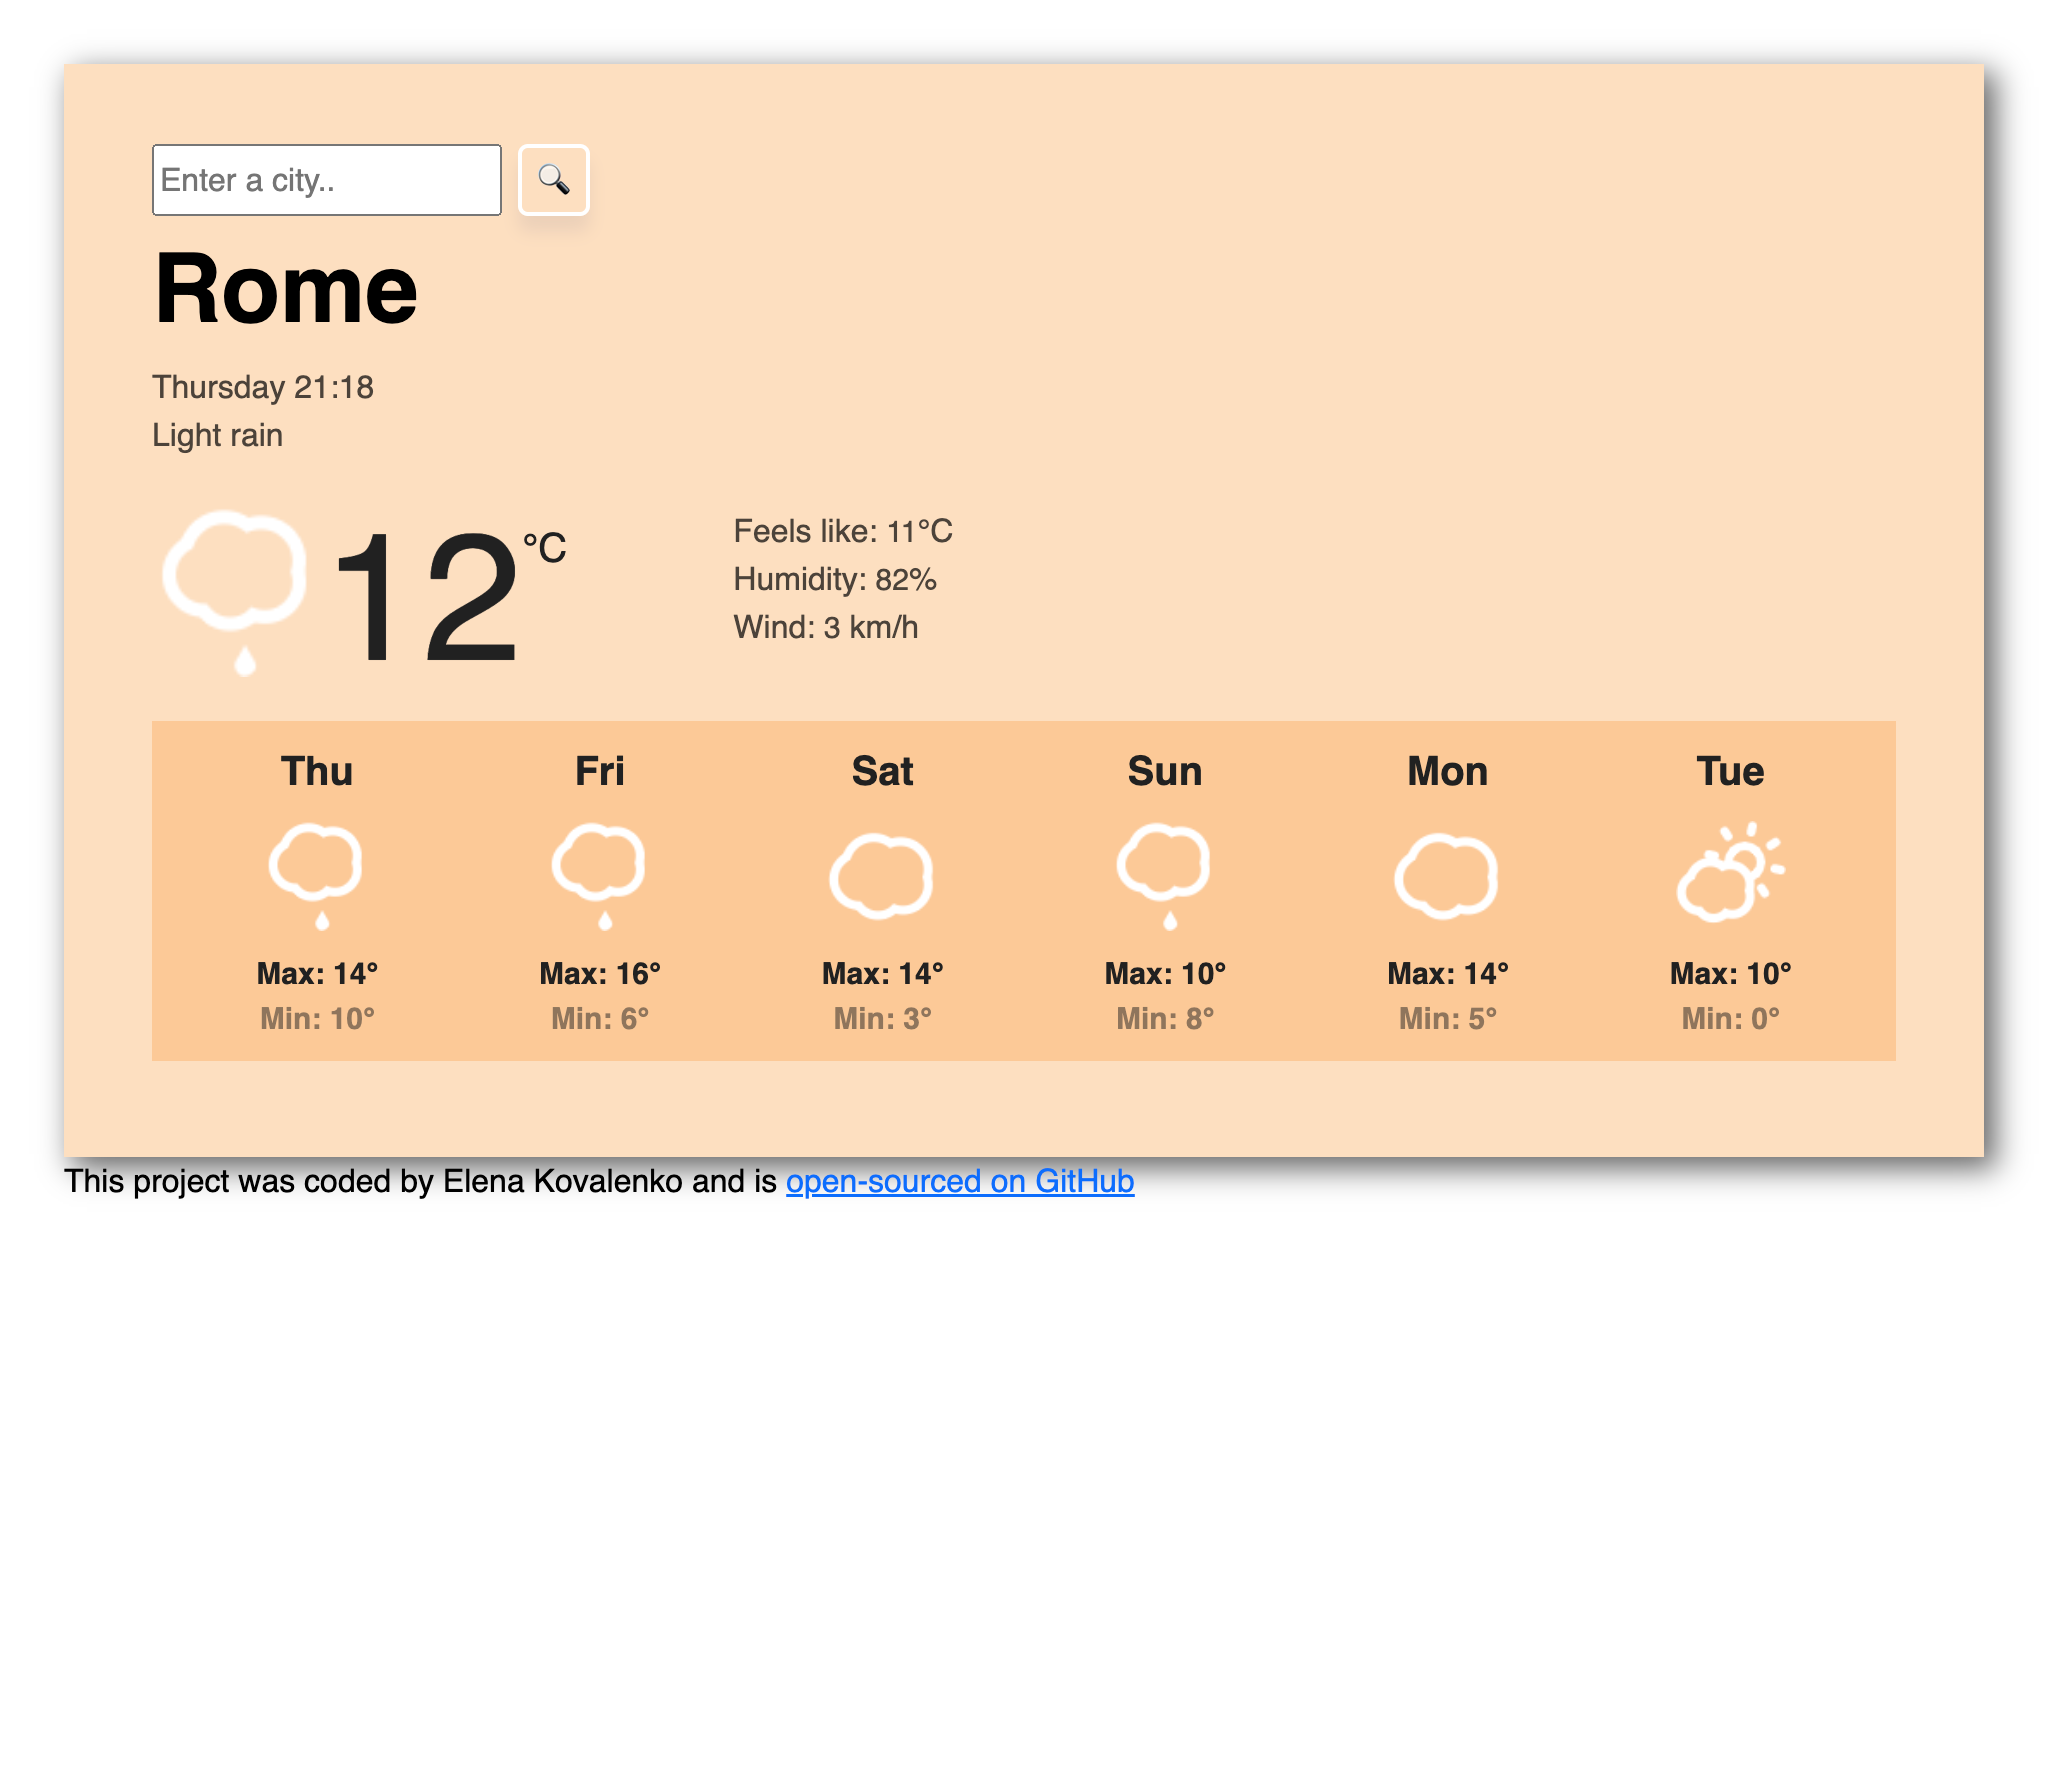 Enter a city..
Rome
Thursday 21:18
Light rain
12°C
Feels like: 11°C
Humidity: 82%
Wind: 3 km/h
Thu Fri Sat Sun Mon Tue
Max: 14° Max: 16° Max: 14° Max: 10° Max: 14° Max: 10°
Min: 10° Min: 6° Min: 3° Min: 8° Min: 5° Min: 0°
This project was coded by Elena Kovalenko and is open-sourced on GitHub